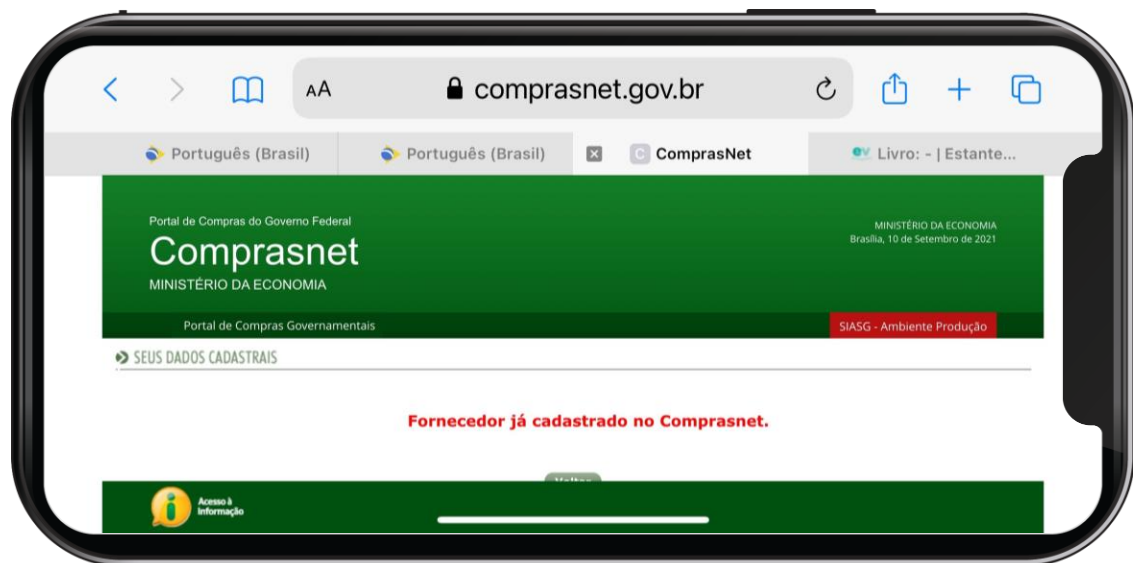 AA
comprasnet.gov.br
Português (Brasil)
Português (Brasil)
C ComprasNet
ev Livro: - | Estante...
Portal de Compras do Governo Federal
Comprasnet
MINISTÉRIO DA ECONOMIA
MINISTÉRIO DA ECONOMIA
Brasília, 10 de Setembro de 2021
Portal de Compras Governamentais
SIASG - Ambiente Produção
SEUS DADOS CADASTRAIS
Fornecedor já cadastrado no Comprasnet.
Voltar
i
Acesso à
Informação